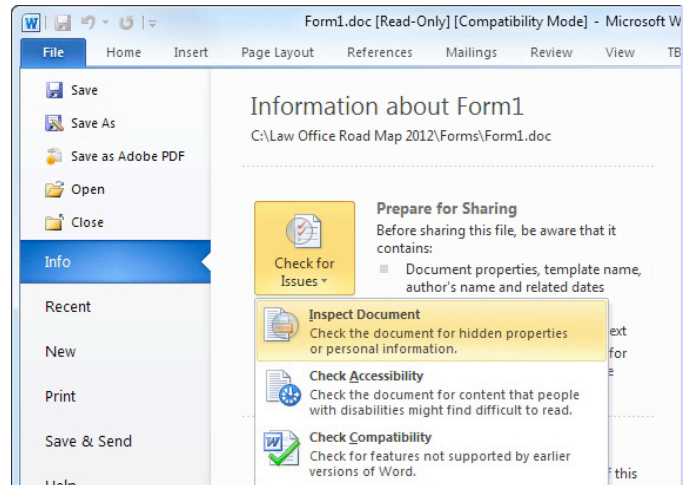 Form1.doc [Read-Only] [Compatibility Mode] - Microsoft W
File Home Insert Page Layout References Mailings Review View TB
Save
Save As
Save as Adobe PDF
Open
Close
Info
Recent
New
Print
Save & Send
Help
Information about Form1
C:\Law Office Road Map 2012\Forms\Form1.doc
Check for
Issues
Prepare for Sharing
Before sharing this file, be aware that it
contains:
Document properties, template name,
author's name and related dates
Inspect Document
Check the document for hidden properties
or personal information.
Check Accessibility
Check the document for content that people
with disabilities might find difficult to read.
Check Compatibility
Check for features not supported by earlier
versions of Word.
ext
for
this